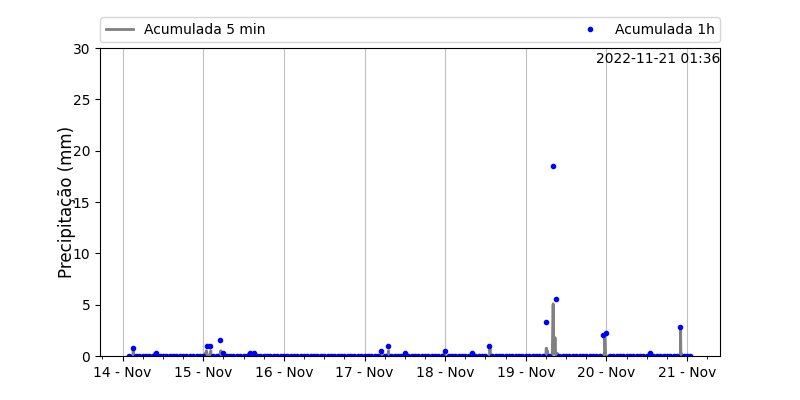 Acumulada 5 min
Acumulada 1h
2022-11-21 01:36
Precipitação (mm)
30
25
20
15
10
5
0
14 - Nov 15 - Nov 16 - Nov 17 - Nov 18 - Nov 19 - Nov 20 - Nov 21 - Nov